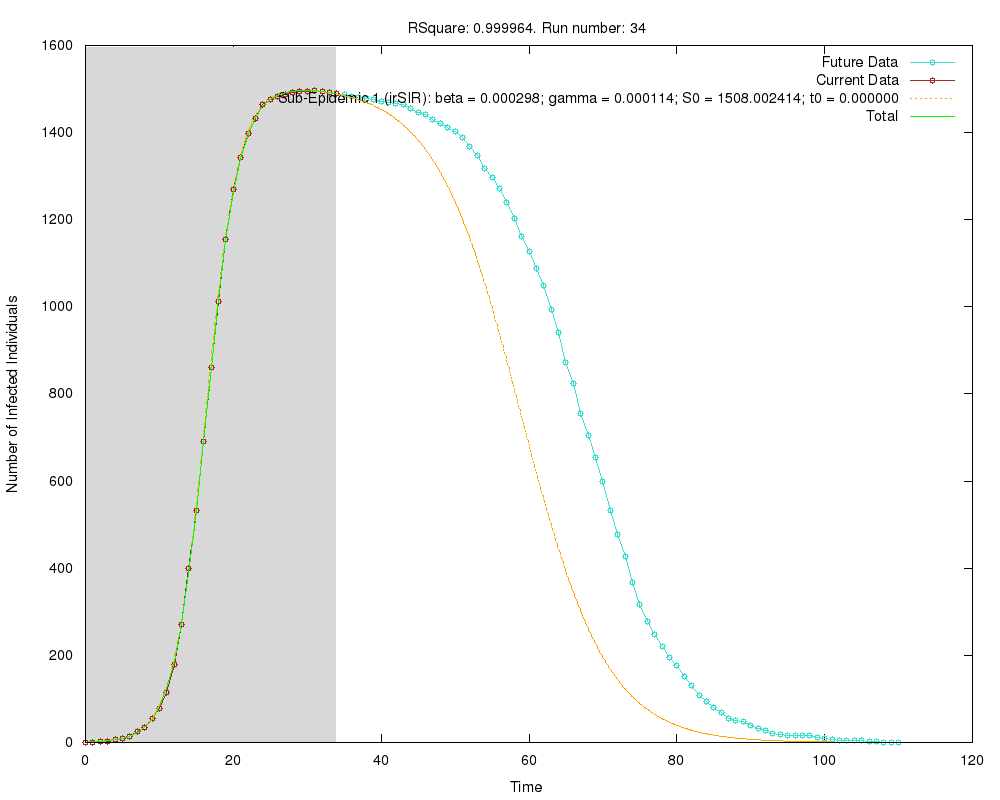 RSquare: 0.999964. Run number: 34
1600
1400
1200
1000
800
600
400
200
0
Number of Infected Individuals
Future Data
Current Data
Sub-Epidemic 1 (irSIR): beta = 0.000298; gamma = 0.000114; S0 = 1508.002414; t0 = 0.000000
Total
0 20 40 60 80 100 120
Time